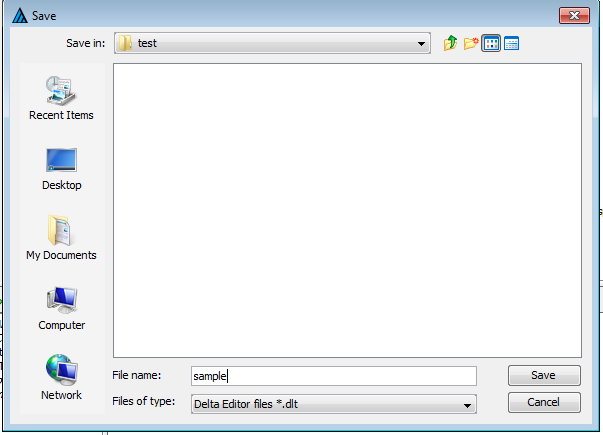 Save
Save in:
test
Recent Items
Desktop
My Documents
Computer
Network
File name:
sample
Save
Files of type:
Delta Editor files *.dlt
Cancel